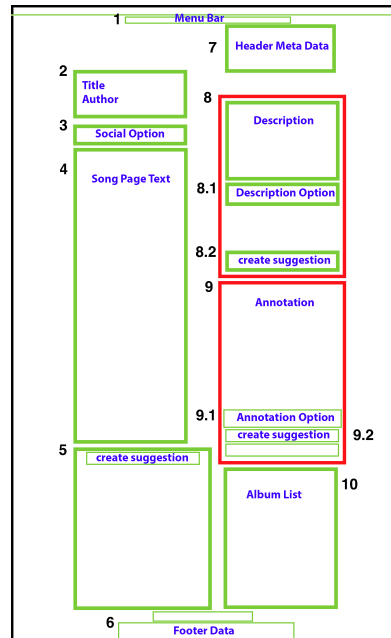 1 Menu Bar
7 Header Meta Data
2 Title
Author
3 Social Option
4 Song Page Text
8 Description
8.1 Description Option
8.2 create suggestion
9 Annotation
9.1 Annotation Option
create suggestion 9.2
5 create suggestion
Album List 10
6 Footer Data